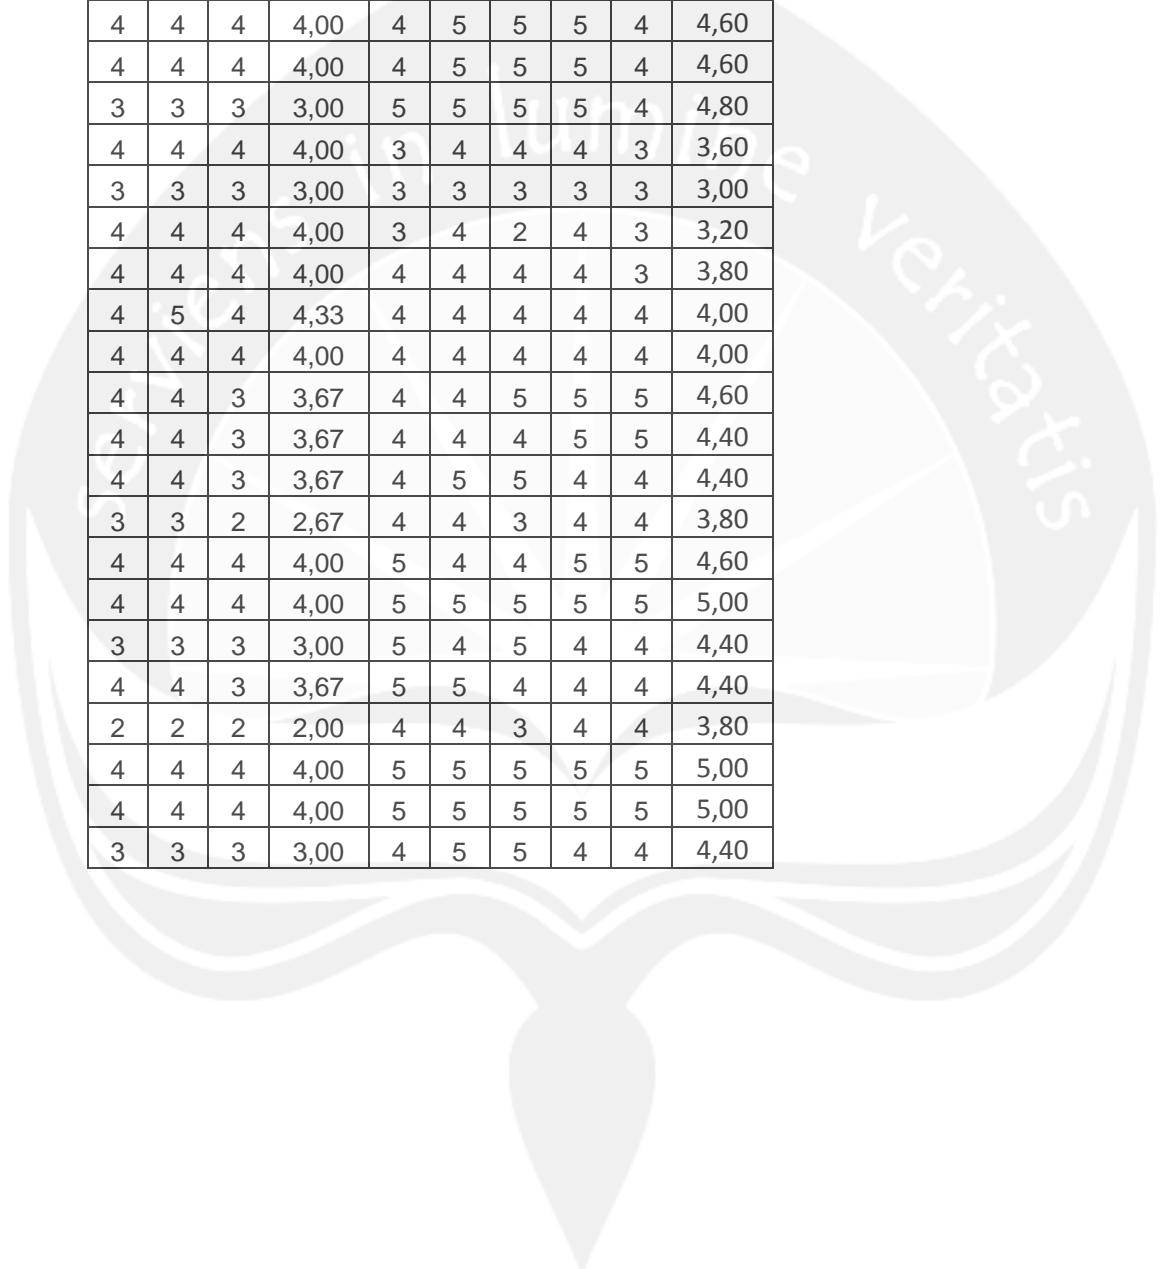 4 4 4 4,00 4 5 5 5 4 4,60
4 4 4 4,00 4 5 5 5 4 4,60
3 3 3 3,00 5 5 5 5 4 4,80
4 4 4 4,00 3 4 4 4 3 3,60
3 3 3 3,00 3 3 3 3 3 3,00
4 4 4 4,00 3 4 2 4 3 3,20
4 4 4 4,00 4 4 4 4 3 3,80
4 5 4 4,33 4 4 4 4 4 4,00
4 4 4 4,00 4 4 4 4 4 4,00
4 4 3 3,67 4 4 5 5 5 4,60
4 4 3 3,67 4 4 4 5 5 4,40
4 4 3 3,67 4 5 5 4 4 4,40
3 3 2 2,67 4 4 3 4 4 3,80
4 4 4 4,00 5 4 4 5 5 4,60
4 4 4 4,00 5 5 5 5 5 5,00
3 3 3 3,00 5 4 5 4 4 4,40
4 4 3 3,67 5 5 4 4 4 4,40
2 2 2 2,00 4 4 3 4 4 3,80
4 4 4 4,00 5 5 5 5 5 5,00
4 4 4 4,00 5 5 5 5 5 5,00
3 3 3 3,00 4 5 5 4 4 4,40
serviens in lumine veritatis